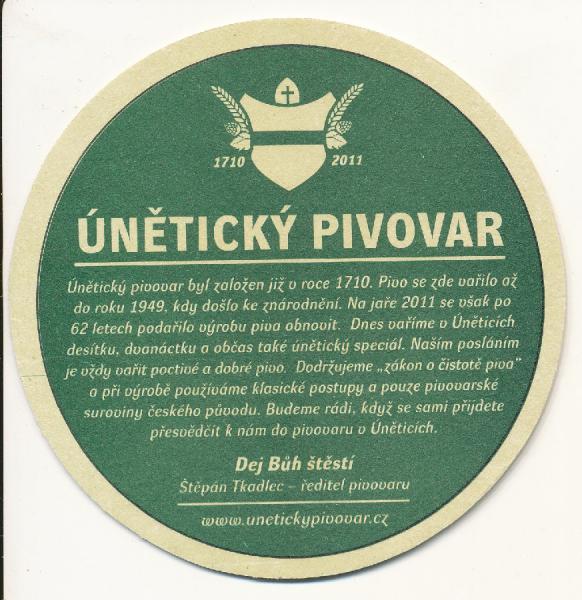 1710 2011
ÚNĚTICKÝ PIVOVAR
Únětický pivovar byl založen již v roce 1710. Pivo se zde vařilo až
do roku 1949, kdy došlo ke znárodnění. Na jaře 2011 se však po
62 letech podařilo výrobu piva obnovit. Dnes vaříme v Úněticích
desítku, dvanáctku a občas také únětický speciál. Naším posláním
je vždy vařit poctivé a dobré pivo. Dodržujeme „zákon o čistotě piva“
a při výrobě používáme klasické postupy a pouze pivovarské
suroviny českého původu. Budeme rádi, když se sami přijdete
přesvědčit k nám do pivovaru v Úněticích.
Dej Bůh štěstí
Štěpán Tkadlec – ředitel pivovaru
www.unetickypivovar.cz